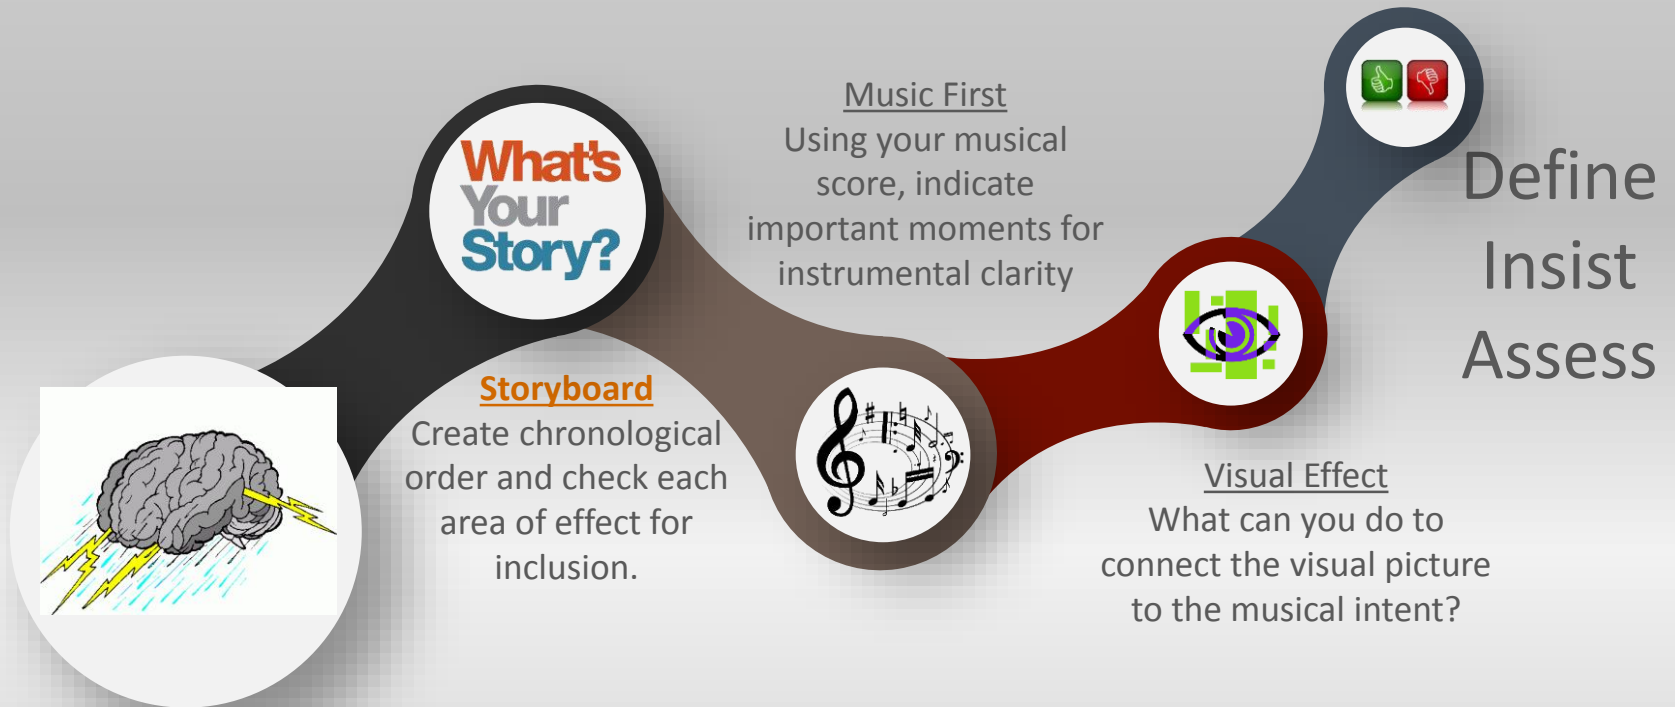 What's
Your
Story?
Storyboard
Create chronological
order and check each
area of effect for
inclusion.
Music First
Using your musical
score, indicate
important moments for
instrumental clarity
Visual Effect
What can you do to
connect the visual picture
to the musical intent?
Define
Insist
Assess